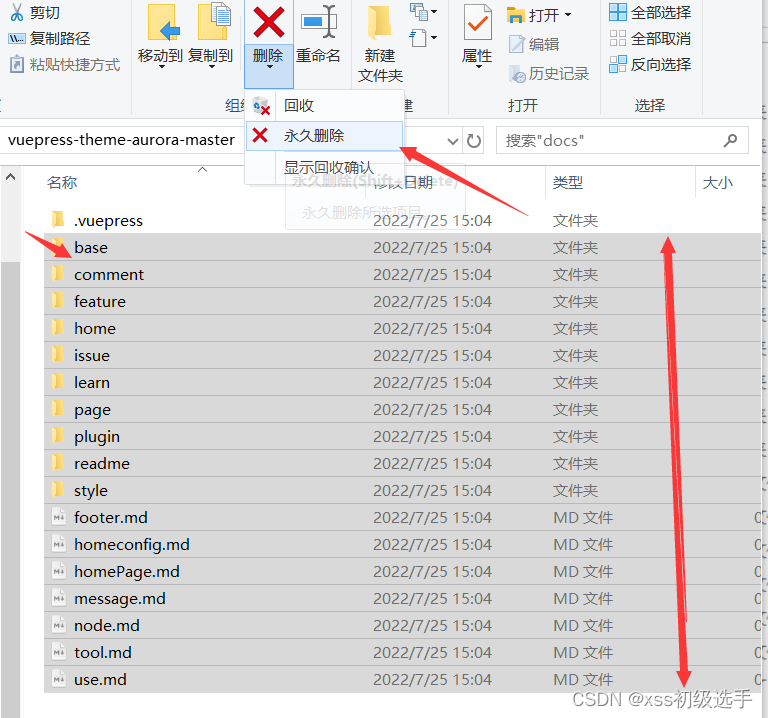 剪切
复制路径
粘贴快捷方式
移动到 复制到
删除 重命名
新建
文件夹
属性
打开
编辑
历史记录
全部选择
全部取消
反向选择
组织
建
打开
选择
回收
永久删除
显示回收确认
永久删除所选项目
vuepress-theme-aurora-master
搜索"docs"
名称 修改日期 类型 大小
.vuepress 2022/7/25 15:04 文件夹
base 2022/7/25 15:04 文件夹
comment 2022/7/25 15:04 文件夹
feature 2022/7/25 15:04 文件夹
home 2022/7/25 15:04 文件夹
issue 2022/7/25 15:04 文件夹
learn 2022/7/25 15:04 文件夹
page 2022/7/25 15:04 文件夹
plugin 2022/7/25 15:04 文件夹
readme 2022/7/25 15:04 文件夹
style 2022/7/25 15:04 文件夹
footer.md 2022/7/25 15:04 MD 文件
homeconfig.md 2022/7/25 15:04 MD 文件
homePage.md 2022/7/25 15:04 MD 文件
message.md 2022/7/25 15:04 MD 文件
node.md 2022/7/25 15:04 MD 文件
tool.md 2022/7/25 15:04 MD 文件
use.md 2022/7/25 15:04 MD 文件
CSDN @xss初级选手